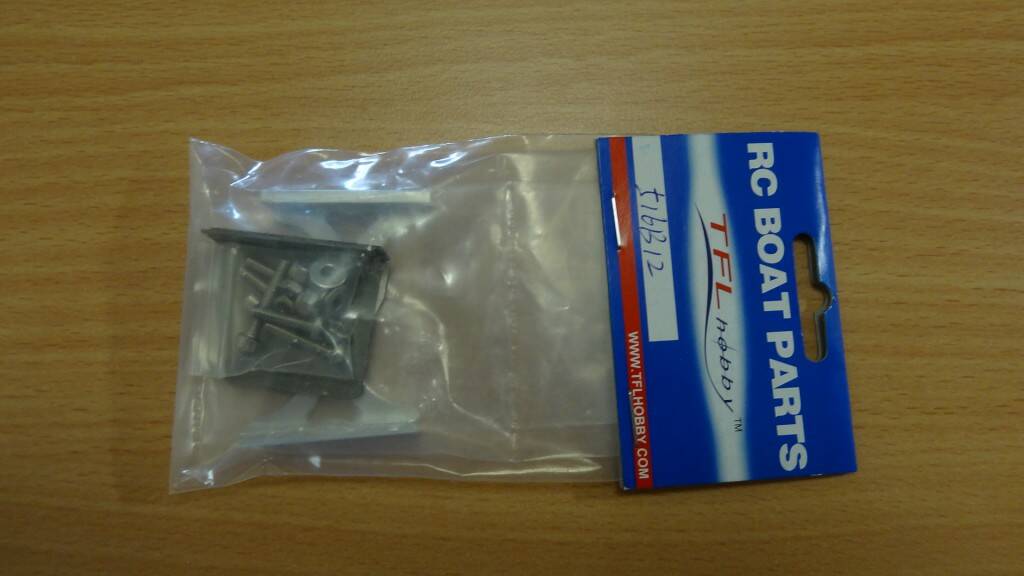 RC BOAT PARTS
TFL hobby™
516B12
WWW.TFLHOBBY.COM